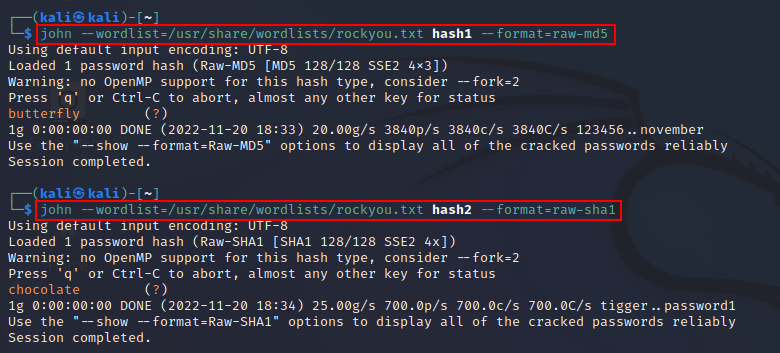 ┌──(kali㉿kali)-[~]
└─$ john --wordlist=/usr/share/wordlists/rockyou.txt hash1 --format=raw-md5
Using default input encoding: UTF-8
Loaded 1 password hash (Raw-MD5 [MD5 128/128 SSE2 4×3])
Warning: no OpenMP support for this hash type, consider --fork=2
Press 'q' or Ctrl-C to abort, almost any other key for status
butterfly        (?)
1g 0:00:00:00 DONE (2022-11-20 18:33) 20.00g/s 3840p/s 3840c/s 3840C/s 123456..november
Use the "--show --format=Raw-MD5" options to display all of the cracked passwords reliably
Session completed.
┌──(kali㉿kali)-[~]
└─$ john --wordlist=/usr/share/wordlists/rockyou.txt hash2 --format=raw-sha1
Using default input encoding: UTF-8
Loaded 1 password hash (Raw-SHA1 [SHA1 128/128 SSE2 4x])
Warning: no OpenMP support for this hash type, consider --fork=2
Press 'q' or Ctrl-C to abort, almost any other key for status
chocolate        (?)
1g 0:00:00:00 DONE (2022-11-20 18:34) 25.00g/s 700.0p/s 700.0c/s 700.0C/s tigger..password1
Use the "--show --format=Raw-SHA1" options to display all of the cracked passwords reliably
Session completed.